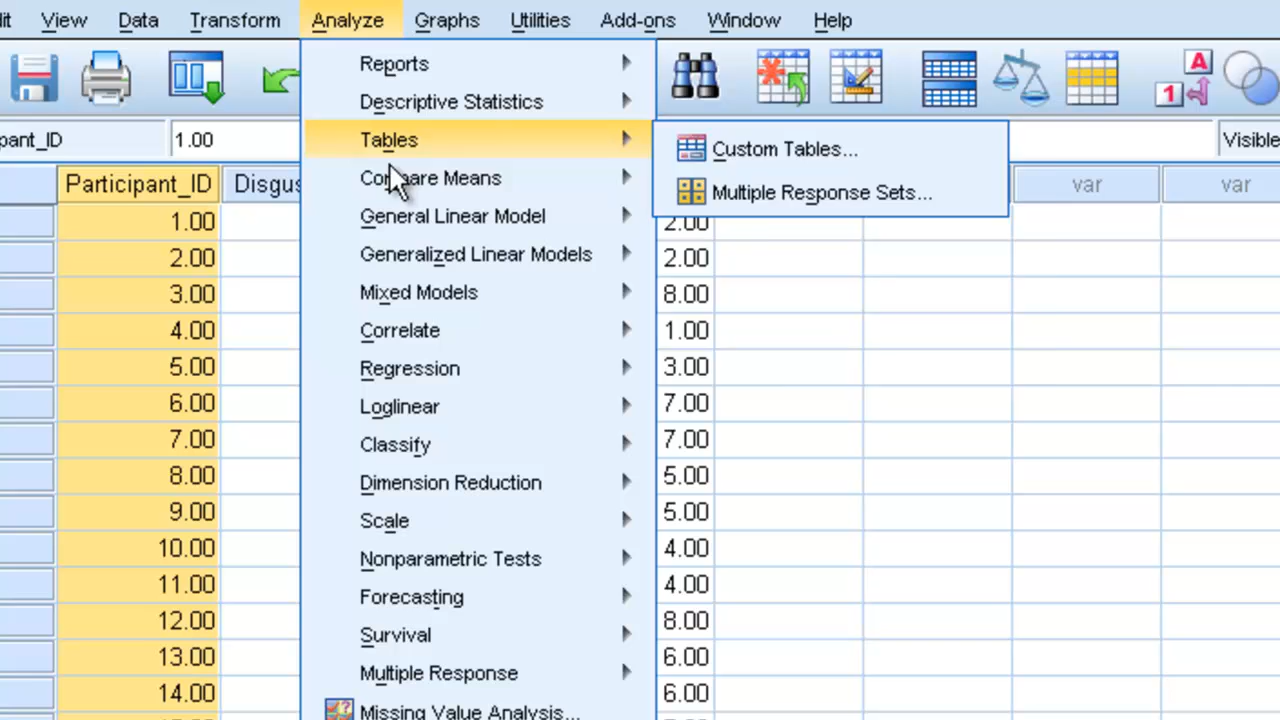 it View Data Transform Analyze Graphs Utilities Add-ons Window Help
A
1
pant_ID 1.00 Visible
Reports
Descriptive Statistics
Tables
Compare Means
General Linear Model
Generalized Linear Models
Mixed Models
Correlate
Regression
Loglinear
Classify
Dimension Reduction
Scale
Nonparametric Tests
Forecasting
Survival
Multiple Response
Missing Value Analysis...
Custom Tables...
Multiple Response Sets...
Participant_ID Disgus var var
1.00 2.00
2.00 2.00
3.00 8.00
4.00 1.00
5.00 3.00
6.00 7.00
7.00 7.00
8.00 5.00
9.00 5.00
10.00 4.00
11.00 4.00
12.00 8.00
13.00 6.00
14.00 6.00